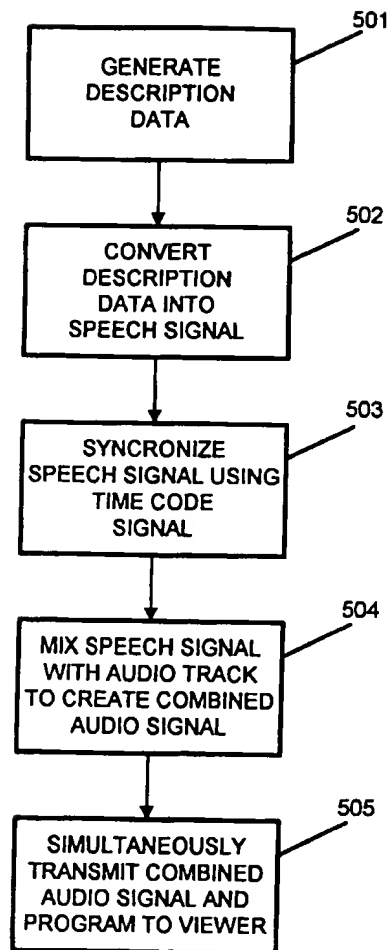 501
GENERATE
DESCRIPTION
DATA
502
CONVERT
DESCRIPTION
DATA INTO
SPEECH SIGNAL
503
SYNCRONIZE
SPEECH SIGNAL USING
TIME CODE
SIGNAL
504
MIX SPEECH SIGNAL
WITH AUDIO TRACK
TO CREATE COMBINED
AUDIO SIGNAL
505
SIMULTANEOUSLY
TRANSMIT COMBINED
AUDIO SIGNAL AND
PROGRAM TO VIEWER